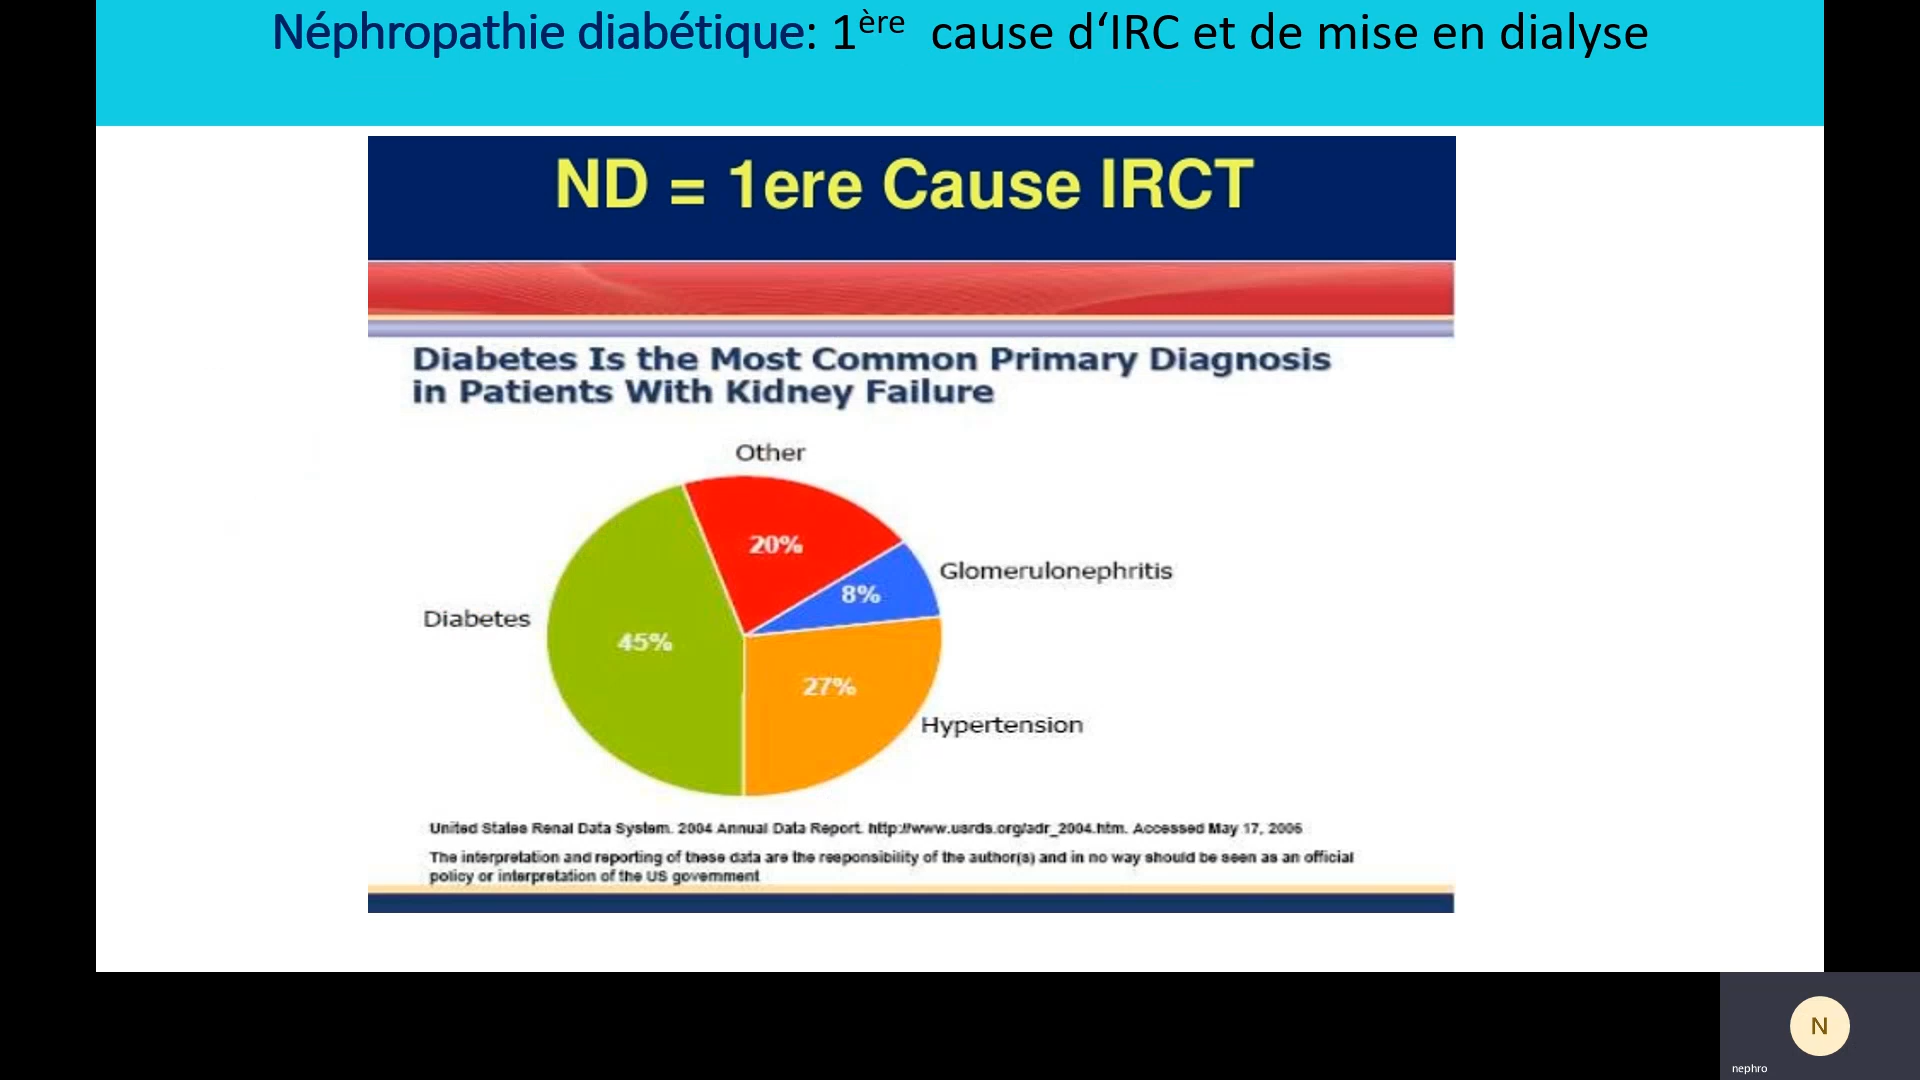 Néphropathie diabétique: 1ère cause d‘IRC et de mise en dialyse
ND = 1ere Cause IRCT
Diabetes Is the Most Common Primary Diagnosis
in Patients With Kidney Failure
Other
20%
Glomerulonephritis
8%
Diabetes
45%
27%
Hypertension
United States Renal Data System. 2004 Annual Data Report. http://www.usrds.org/adr_2004.htm. Accessed May 17, 2006
The interpretation and reporting of these data are the responsibility of the author(s) and in no way should be seen as an official
policy or interpretation of the US government
N
nephro